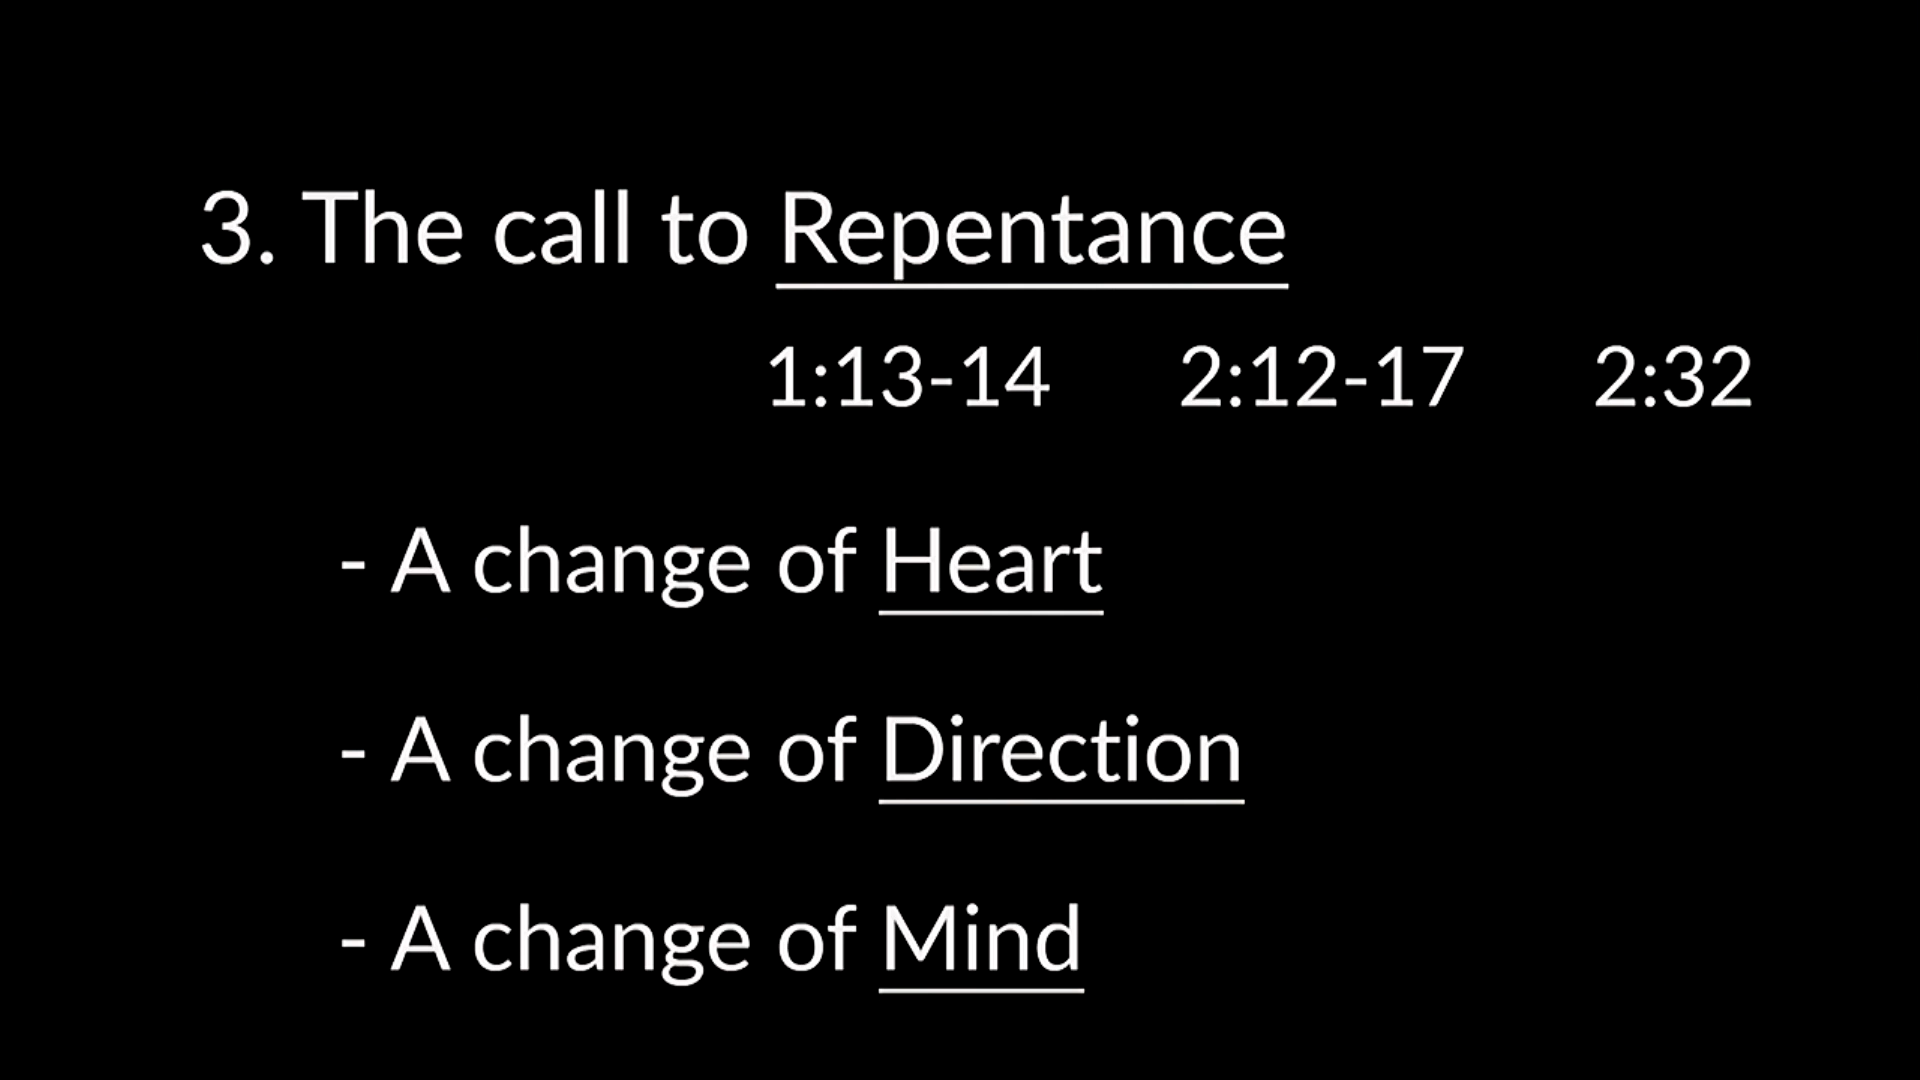 3. The call to Repentance
1:13-14 2:12-17 2:32
- A change of Heart
- A change of Direction
- A change of Mind